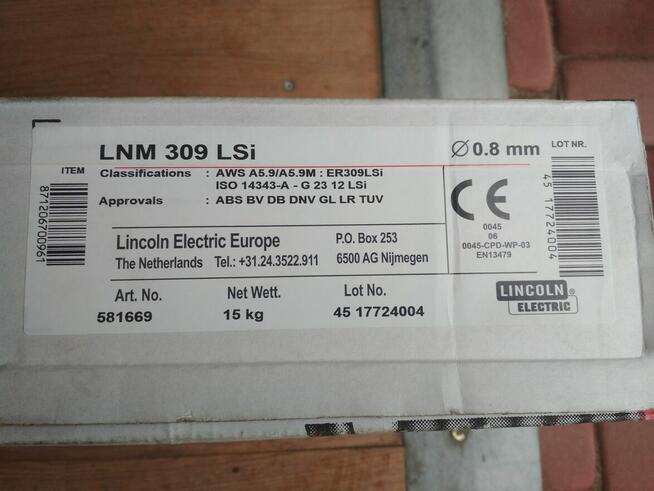 LNM 309 LSi
Ø 0.8 mm
LOT NR.
ITEM
Classifications : AWS A5.9/A5.9M : ER309LSi
ISO 14343-A - G 23 12 LSi
Approvals : ABS BV DB DNV GL LR TUV
871206700961
45 17724004
CE
0045
06
0045-CPD-WP-03
EN13479
Lincoln Electric Europe P.O. Box 253
The Netherlands Tel.: +31.24.3522.911 6500 AG Nijmegen
LINCOLN®
ELECTRIC
Art. No. Net Wett. Lot No.
581669 15 kg 45 17724004